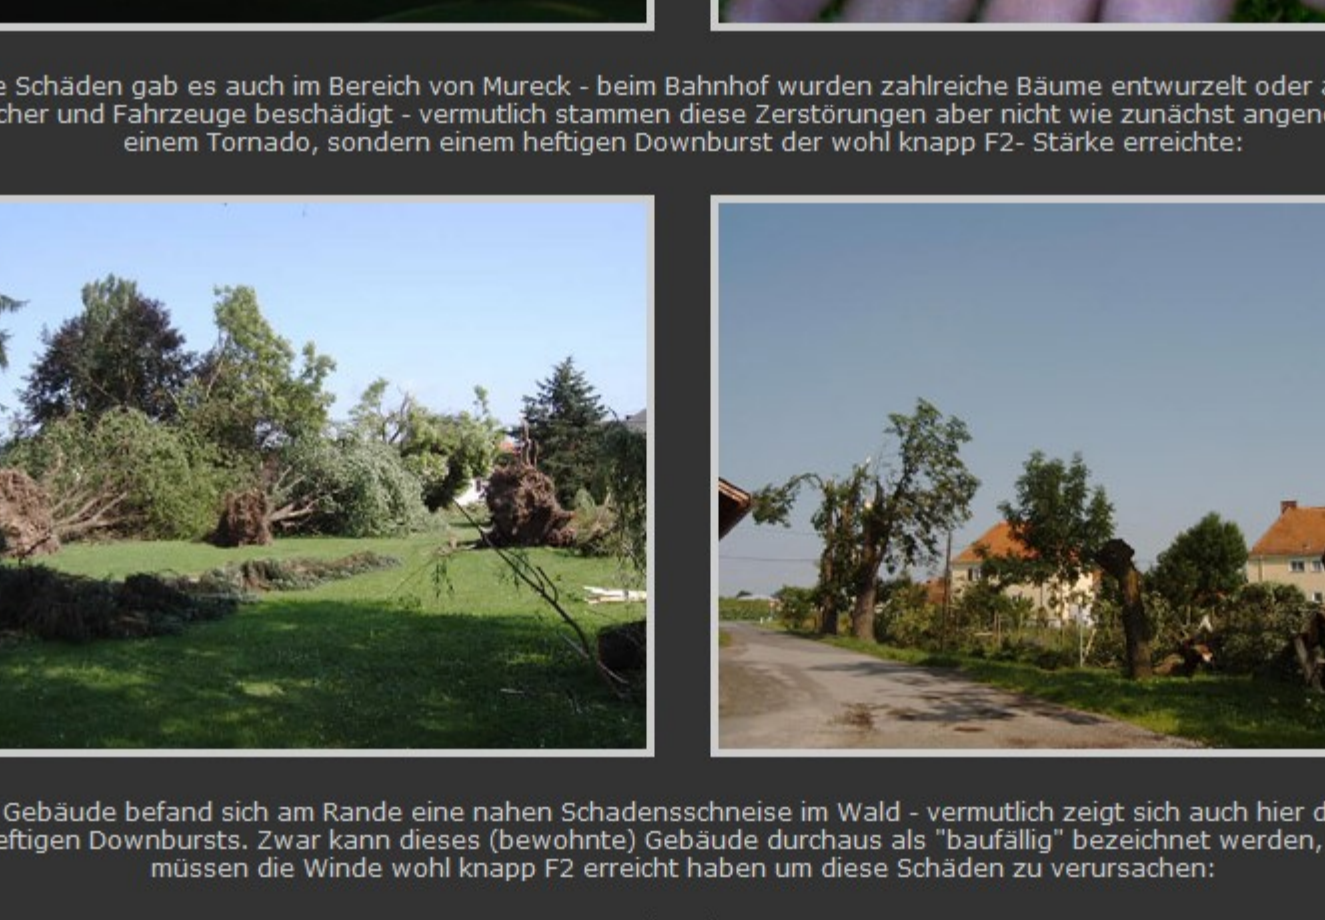 e Schäden gab es auch im Bereich von Mureck - beim Bahnhof wurden zahlreiche Bäume entwurzelt oder a
cher und Fahrzeuge beschädigt - vermutlich stammen diese Zerstörungen aber nicht wie zunächst angen
einem Tornado, sondern einem heftigen Downburst der wohl knapp F2- Stärke erreichte:
Gebäude befand sich am Rande eine nahen Schadensschneise im Wald - vermutlich zeigt sich auch hier d
eftigen Downbursts. Zwar kann dieses (bewohnte) Gebäude durchaus als "baufällig" bezeichnet werden,
müssen die Winde wohl knapp F2 erreicht haben um diese Schäden zu verursachen: